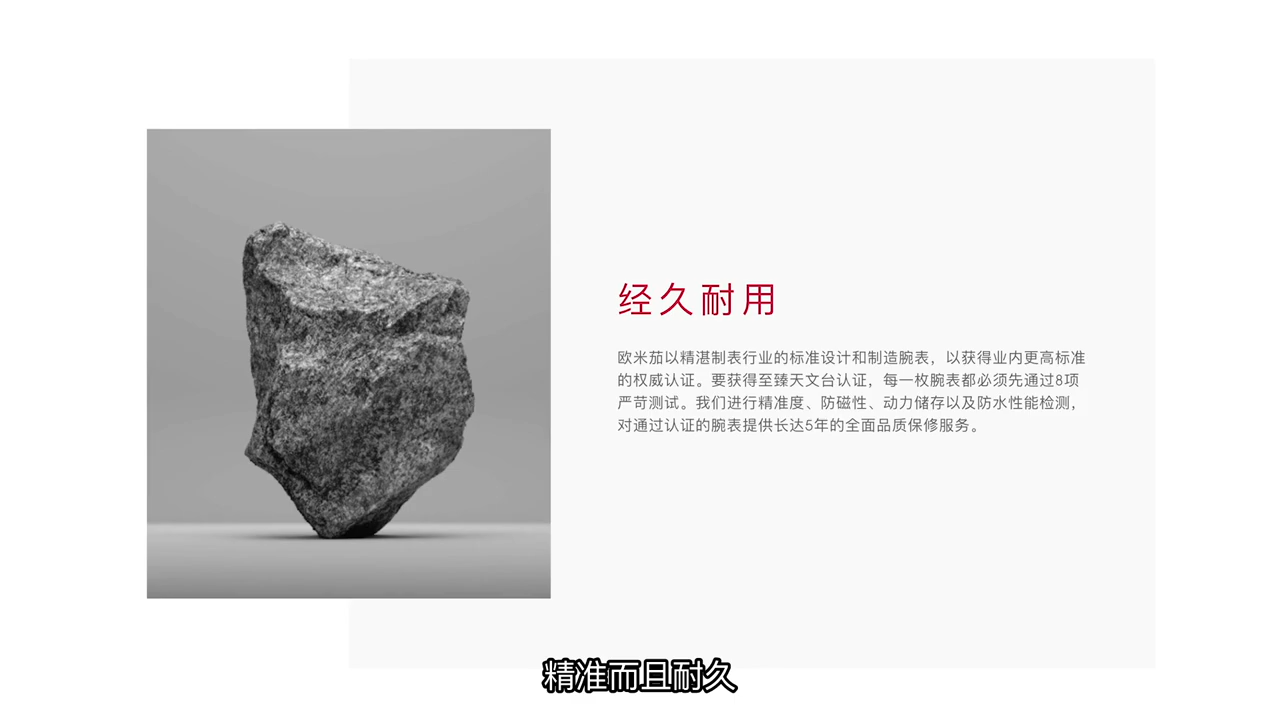 经久耐用
欧米茄以精湛制表行业的标准设计和制造腕表，以获得业内更高标准
的权威认证。要获得至臻天文台认证，每一枚腕表都必须先通过8项
严苛测试。我们进行精准度、防磁性、动力储存以及防水性能检测，
对通过认证的腕表提供长达5年的全面品质保修服务。
精准而且耐久